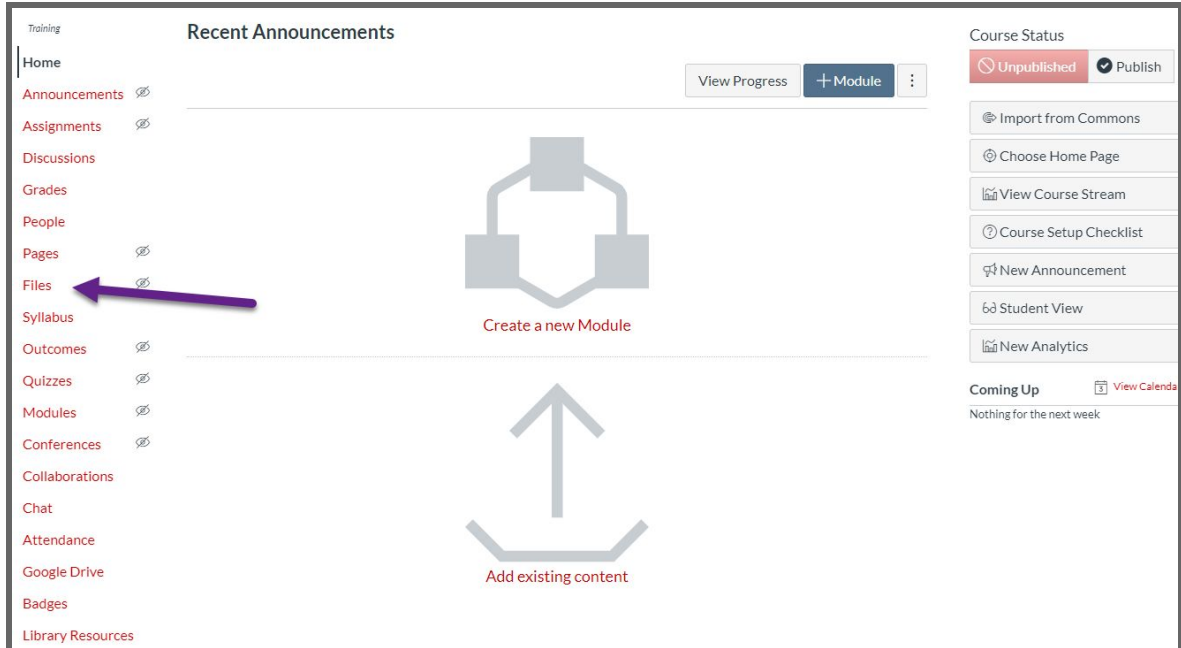 Training
Home
Announcements
Assignments
Discussions
Grades
People
Pages
Files
Syllabus
Outcomes
Quizzes
Modules
Conferences
Collaborations
Chat
Attendance
Google Drive
Badges
Library Resources
Recent Announcements
View Progress
+ Module
Create a new Module
Add existing content
Course Status
Unpublished
Publish
Import from Commons
Choose Home Page
View Course Stream
Course Setup Checklist
New Announcement
Student View
New Analytics
Coming Up
3
View Calenda
Nothing for the next week